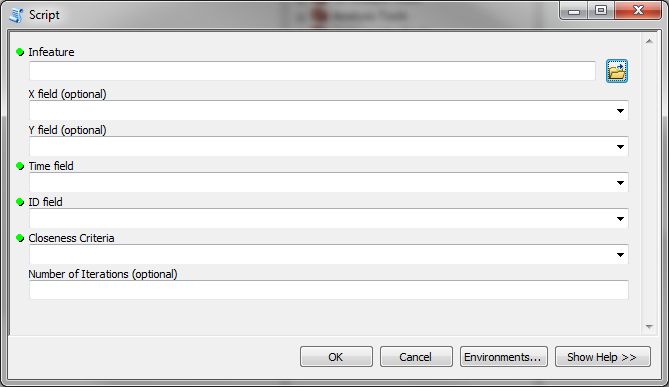 Script
Infeature
X field (optional)
Y field (optional)
Time field
ID field
Closeness Criteria
Number of Iterations (optional)
OK
Cancel
Environments...
Show Help >>